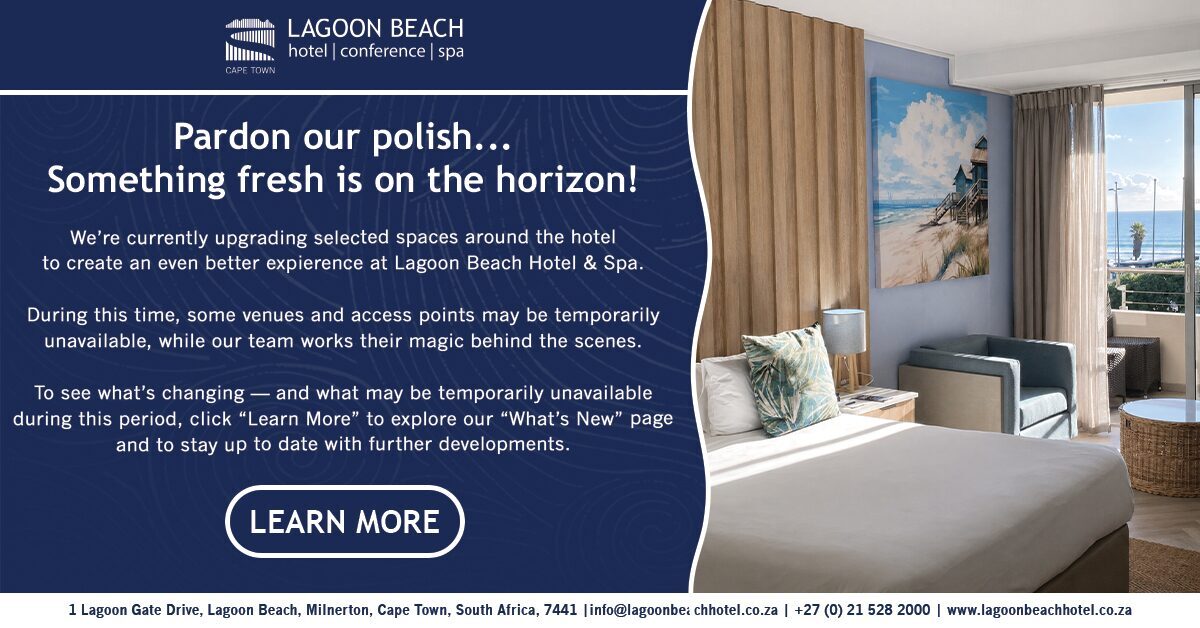 LAGOON BEACH
hotel | conference | spa
CAPE TOWN
Pardon our polish...
Something fresh is on the horizon!
We're currently upgrading selected spaces around the hotel
to create an even better expierence at Lagoon Beach Hotel & Spa.
During this time, some venues and access points may be temporarily
unavailable, while our team works their magic behind the scenes.
To see what's changing — and what may be temporarily unavailable
during this period, click “Learn More” to explore our “What's New” page
and to stay up to date with further developments.
LEARN MORE
1 Lagoon Gate Drive, Lagoon Beach, Milnerton, Cape Town, South Africa, 7441 |info@lagoonbeachhotel.co.za | +27 (0) 21 528 2000 | www.lagoonbeachhotel.co.za